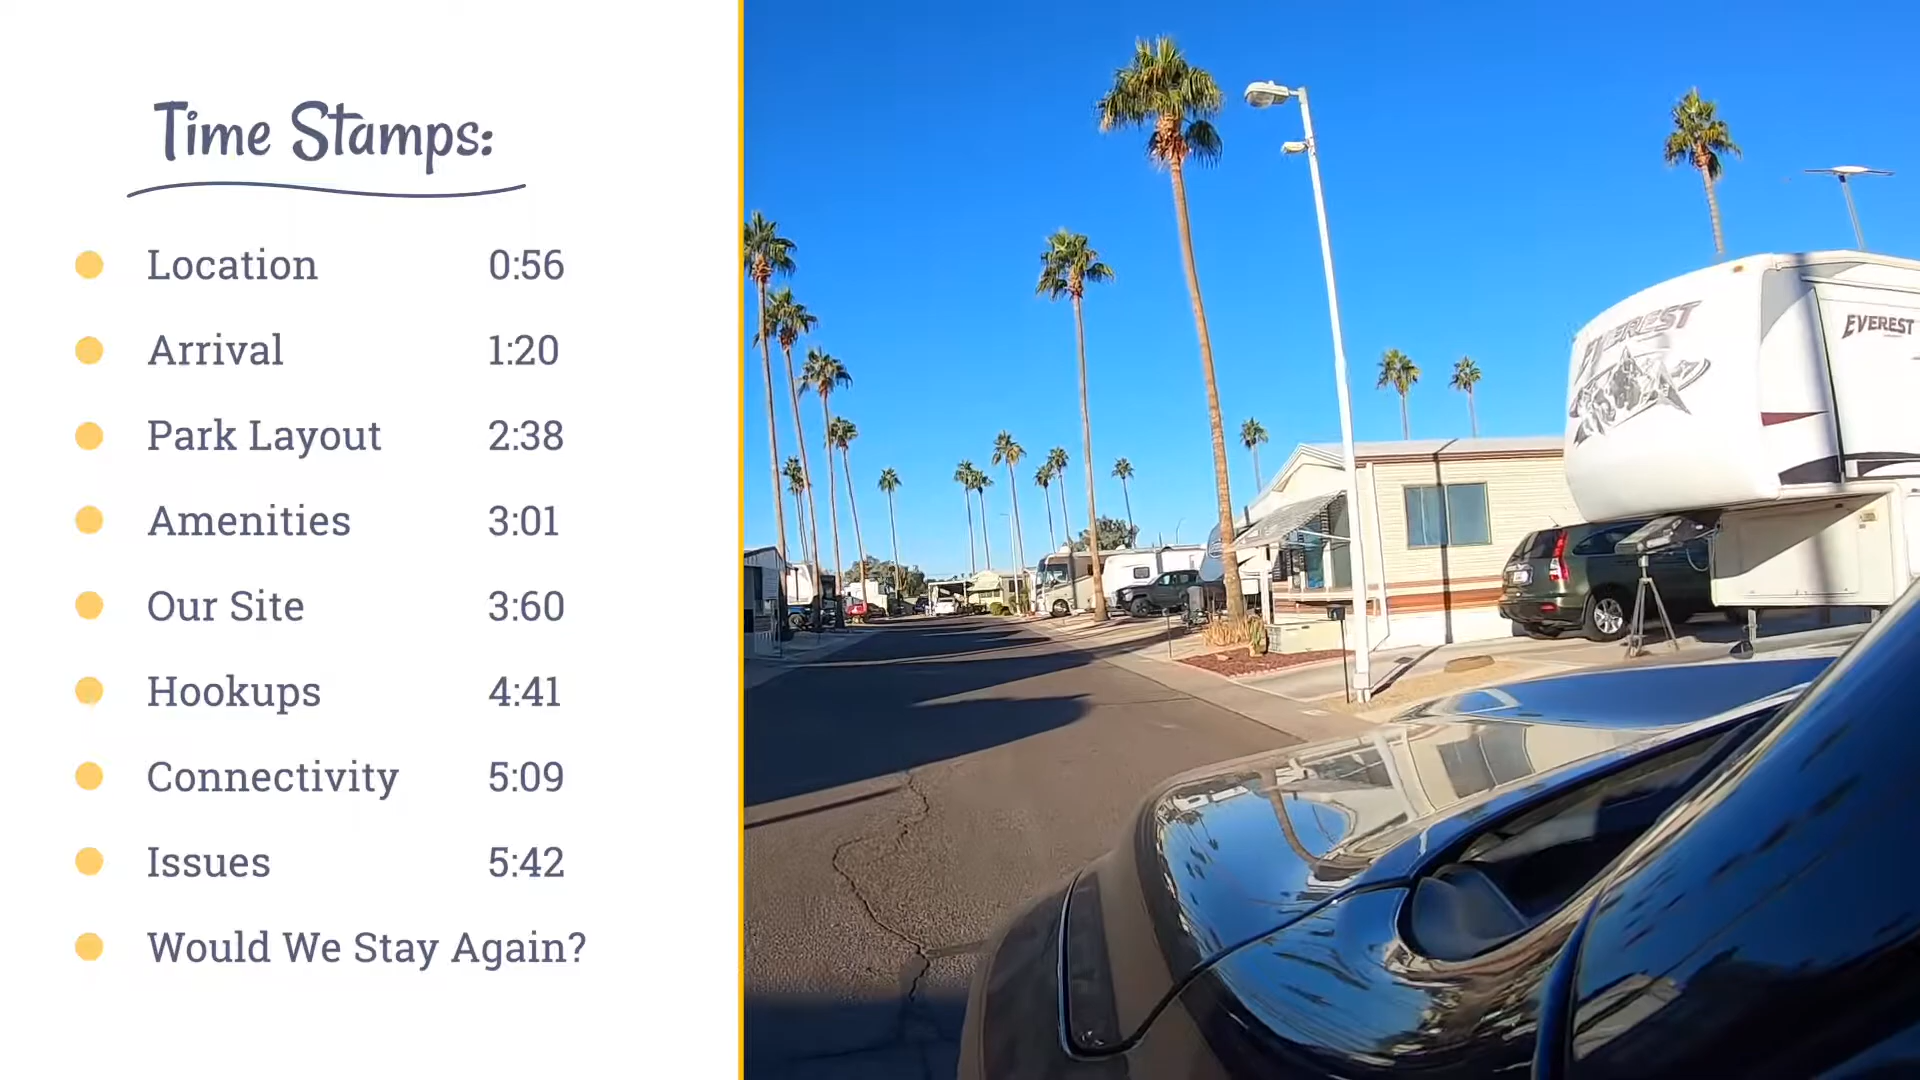 Time Stamps:
Location 0:56
Arrival 1:20
Park Layout 2:38
Amenities 3:01
Our Site 3:60
Hookups 4:41
Connectivity 5:09
Issues 5:42
Would We Stay Again?
EVEREST
EVEREST